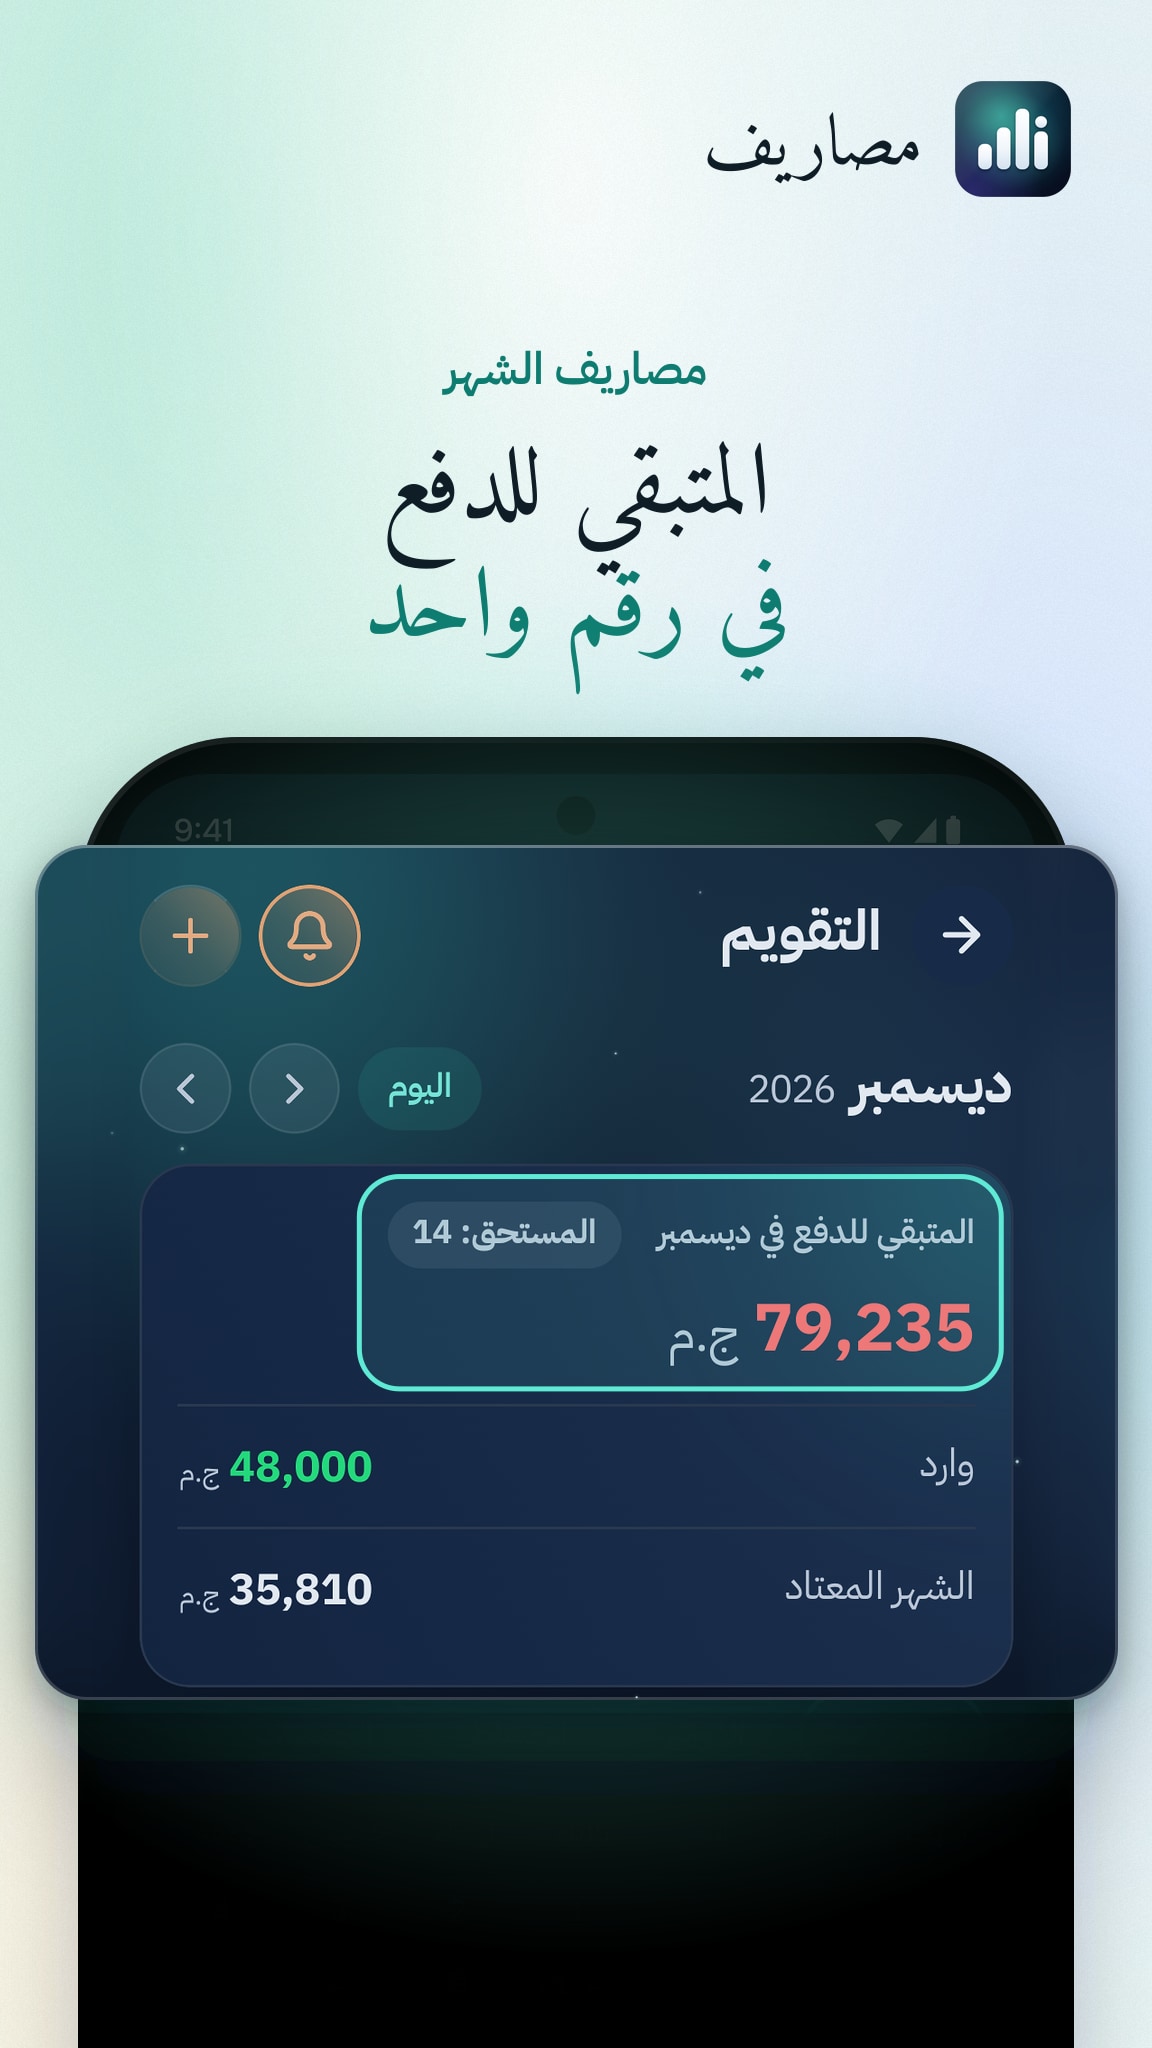 مصاريف
مصاريف الشهر
المتبقي للدفع
في رقم واحد
9:41
التقويم
ديسمبر 2026
اليوم
المتبقي للدفع في ديسمبر
المستحق: 14
79,235 ج.م
وارد
48,000 ج.م
الشهر المعتاد
35,810 ج.م